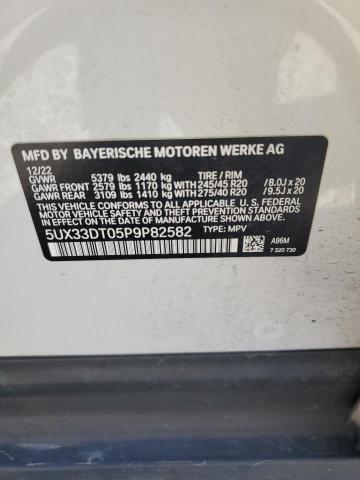 MFD BY BAYERISCHE MOTOREN WERKE AG
12/22
GVWR 5379 lbs 2440 kg TIRE / RIM
GAWR FRONT 2579 lbs 1170 kg 245/45 R20 /8.0J x 20
GAWR REAR 3109 lbs 1410 kg 275/40 R20 /9.5J x 20
THIS VEHICLE CONFORMS TO ALL APPLICABLE U.S. FEDERAL
MOTOR VEHICLE SAFETY, BUMPER, AND THEFT PREVENTION
STANDARDS IN EFFECT ON THE DATE OF MANUFACTURE SHOWN ABOVE.
5UX33DT05P9P82582 TYPE: MPV
A96M
7 320 730